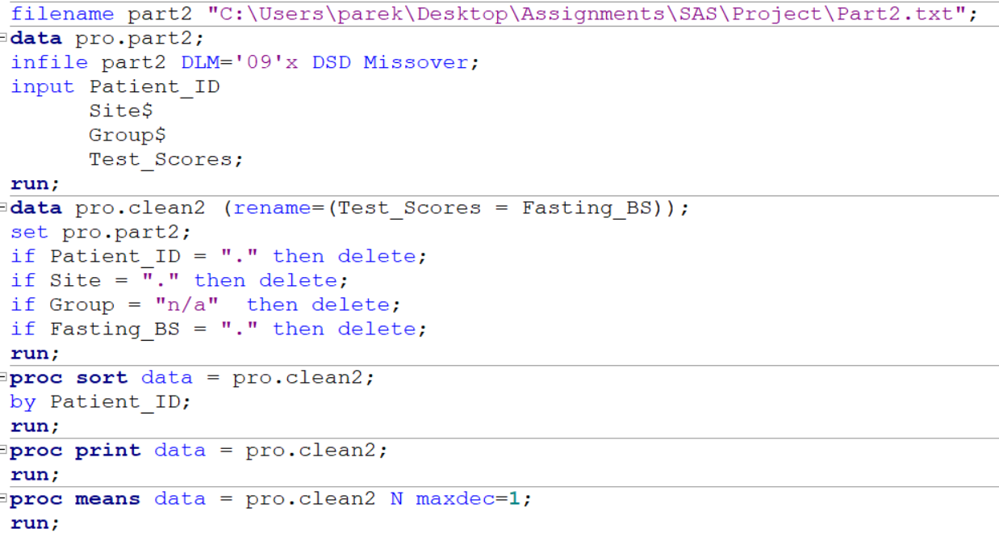 filename part2 "C:\Users\parek\Desktop\Assignments\SAS\Project\Part2.txt";
data pro.part2;
infile part2 DLM='09'x DSD Missover;
input Patient_ID
      Site$
      Group$
      Test_Scores;
run;
data pro.clean2 (rename=(Test_Scores = Fasting_BS));
set pro.part2;
if Patient_ID = "." then delete;
if Site = "." then delete;
if Group = "n/a"  then delete;
if Fasting_BS = "." then delete;
run;
proc sort data = pro.clean2;
by Patient_ID;
run;
proc print data = pro.clean2;
run;
proc means data = pro.clean2 N maxdec=1;
run;